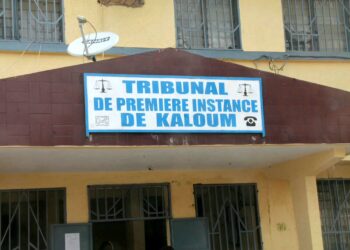 TRIBUNAL
DE PREMIERE INSTANCE
DE KALOUM